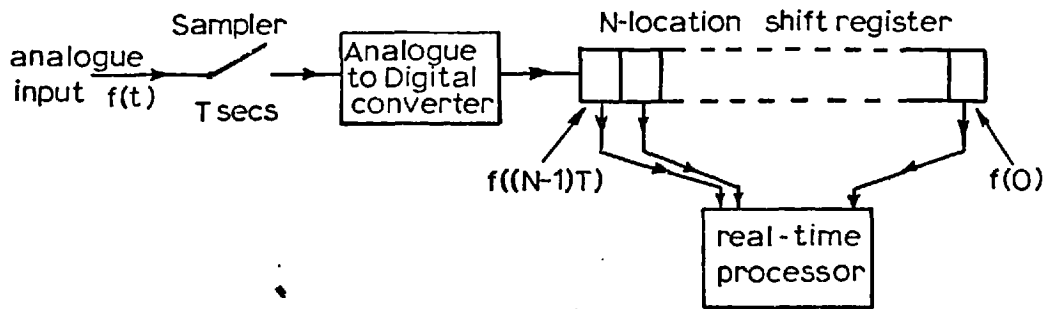 Sampler
N-location shift register
analogue
input
f(t)
T secs
Analogue
to Digital
converter
f((N-1)T)
f(0)
real-time
processor